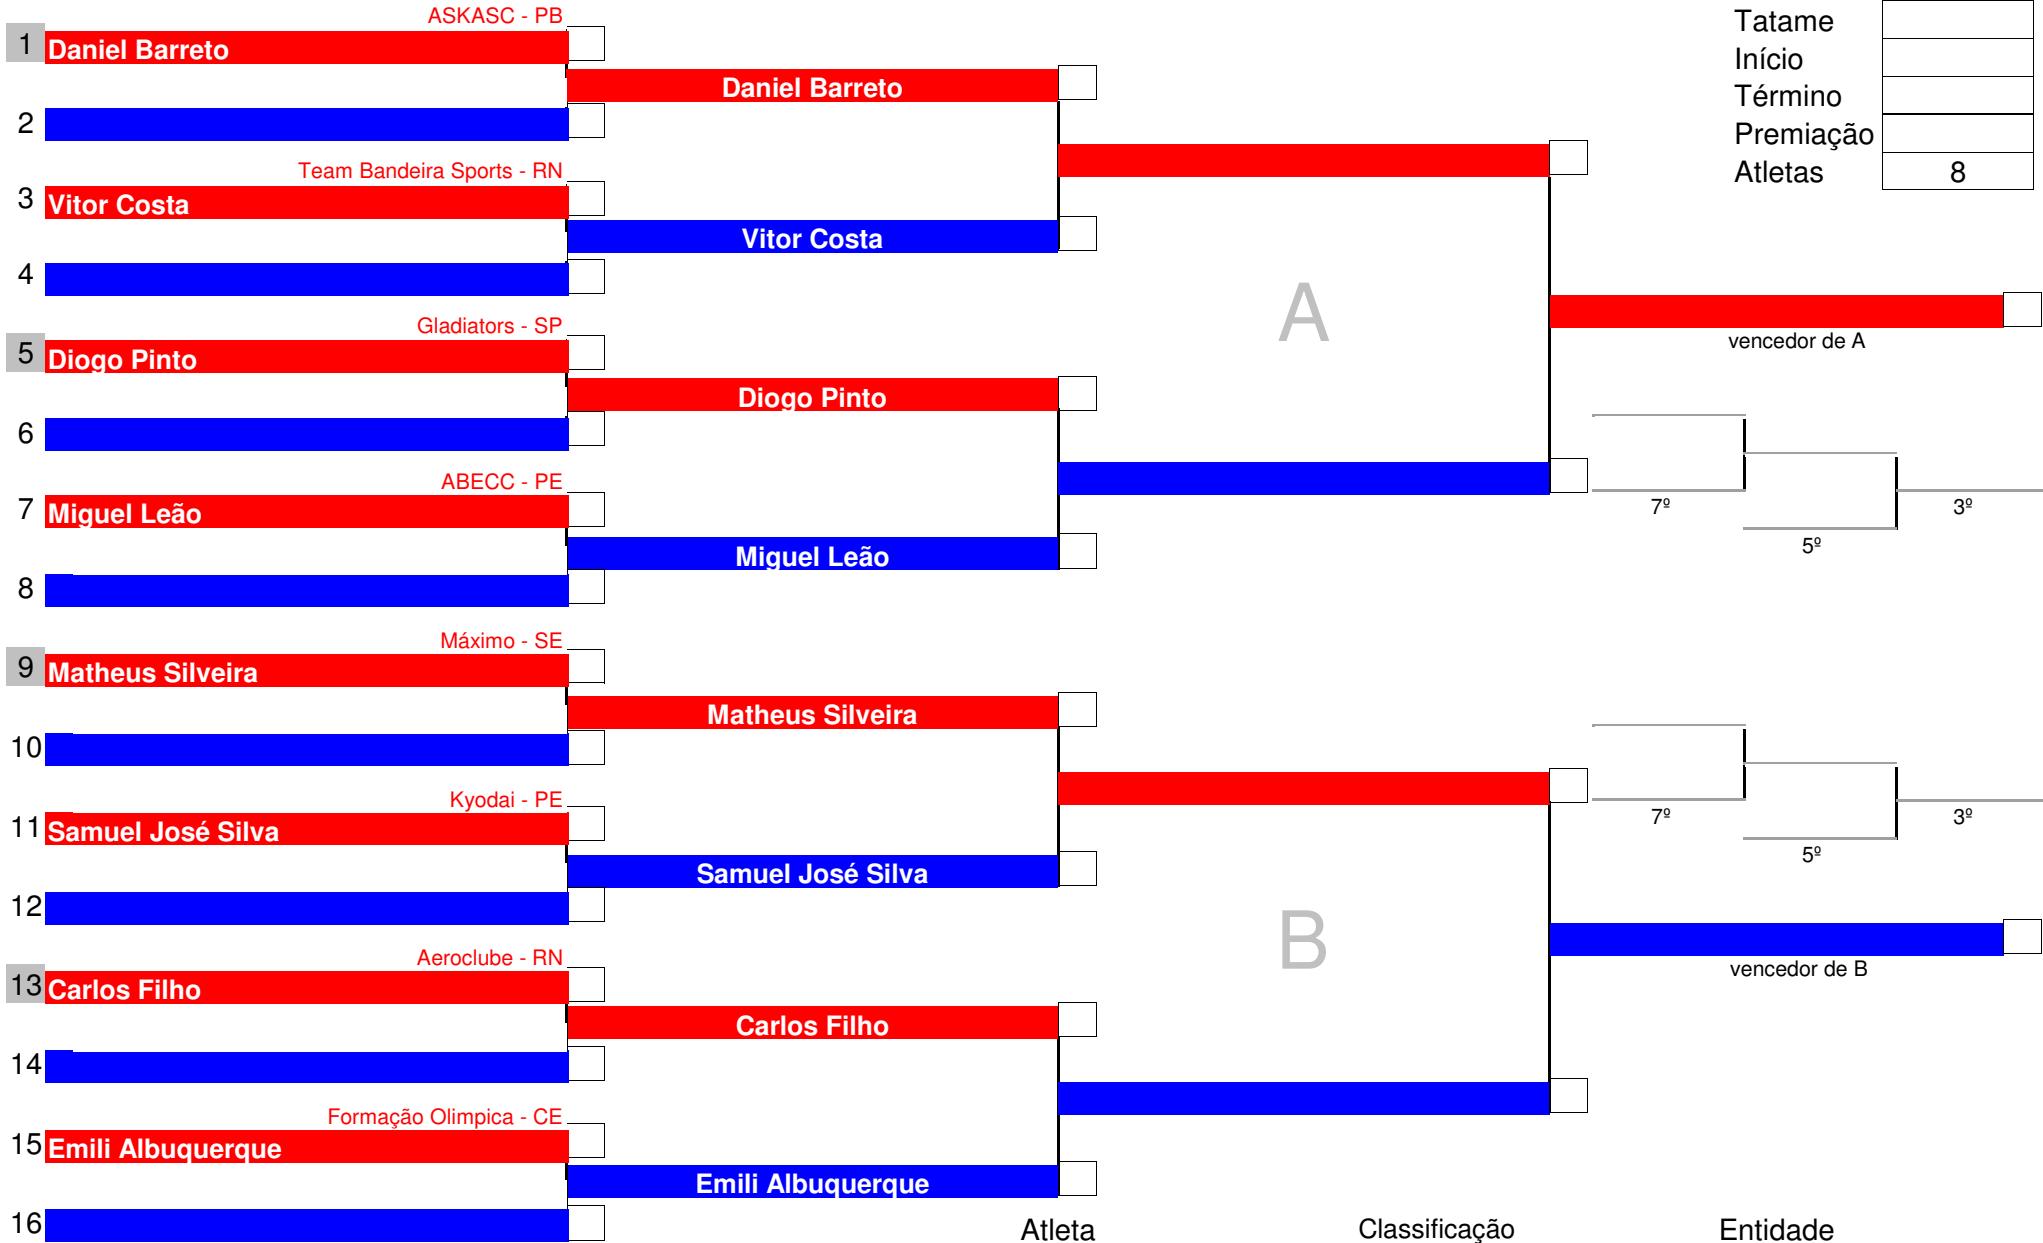 ASKASC - PB
1 Daniel Barreto
Daniel Barreto
2
Team Bandeira Sports - RN
3 Vitor Costa
Vitor Costa
4
Gladiators - SP
5 Diogo Pinto
Diogo Pinto
6
ABECC - PE
7 Miguel Leão
Miguel Leão
8
Máximo - SE
9 Matheus Silveira
Matheus Silveira
10
Kyodai - PE
11 Samuel José Silva
Samuel José Silva
12
Aeroclube - RN
13 Carlos Filho
Carlos Filho
14
Formação Olimpica - CE
15 Emili Albuquerque
Emili Albuquerque
16
A
B
Tatame
Início
Término
Premiação
Atletas 8
vencedor de A
7º
5º
3º
7º
5º
3º
vencedor de B
Atleta Classificação Entidade